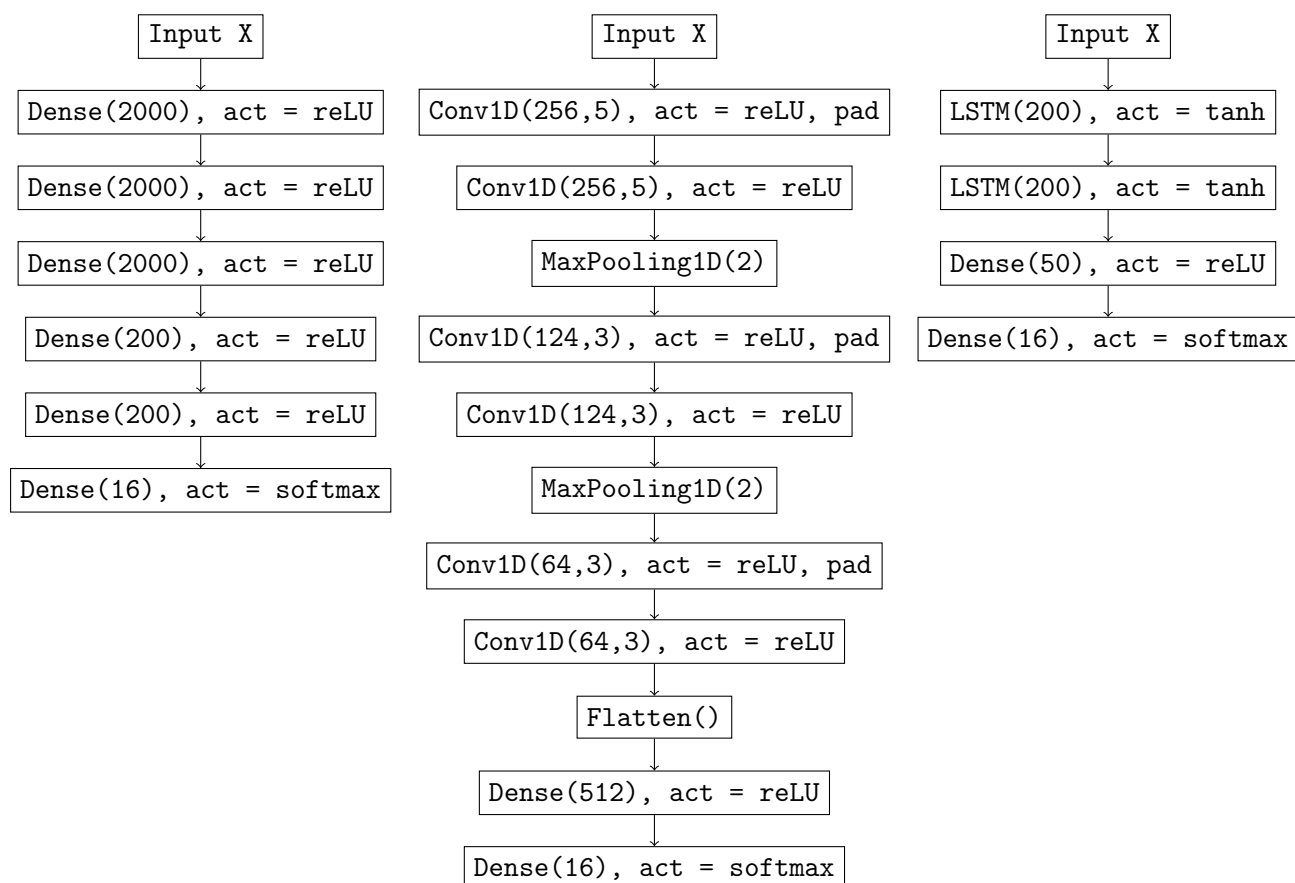 Input X
Dense(2000), act = reLU
Dense(2000), act = reLU
Dense(2000), act = reLU
Dense(200), act = reLU
Dense(200), act = reLU
Dense(16), act = softmax
Input X
Conv1D(256,5), act = reLU, pad
Conv1D(256,5), act = reLU
MaxPooling1D(2)
Conv1D(124,3), act = reLU, pad
Conv1D(124,3), act = reLU
MaxPooling1D(2)
Conv1D(64,3), act = reLU, pad
Conv1D(64,3), act = reLU
Flatten()
Dense(512), act = reLU
Dense(16), act = softmax
Input X
LSTM(200), act = tanh
LSTM(200), act = tanh
Dense(50), act = reLU
Dense(16), act = softmax